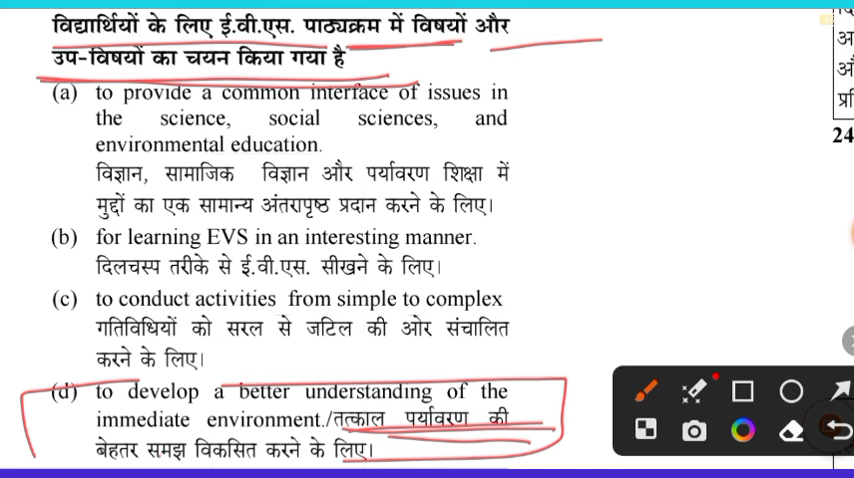 विद्यार्थियों के लिए ई.वी.एस. पाठ्यक्रम में विषयों और
उप-विषयों का चयन किया गया है
(a) to provide a common interface of issues in
the science, social sciences, and
environmental education.
विज्ञान, सामाजिक विज्ञान और पर्यावरण शिक्षा में
मुद्दों का एक सामान्य अंतरापृष्ठ प्रदान करने के लिए।
(b) for learning EVS in an interesting manner.
दिलचस्प तरीके से ई.वी.एस. सीखने के लिए।
(c) to conduct activities from simple to complex
गतिविधियों को सरल से जटिल की ओर संचालित
करने के लिए।
(d) to develop a better understanding of the
immediate environment./तत्काल पर्यावरण की
बेहतर समझ विकसित करने के लिए।
24